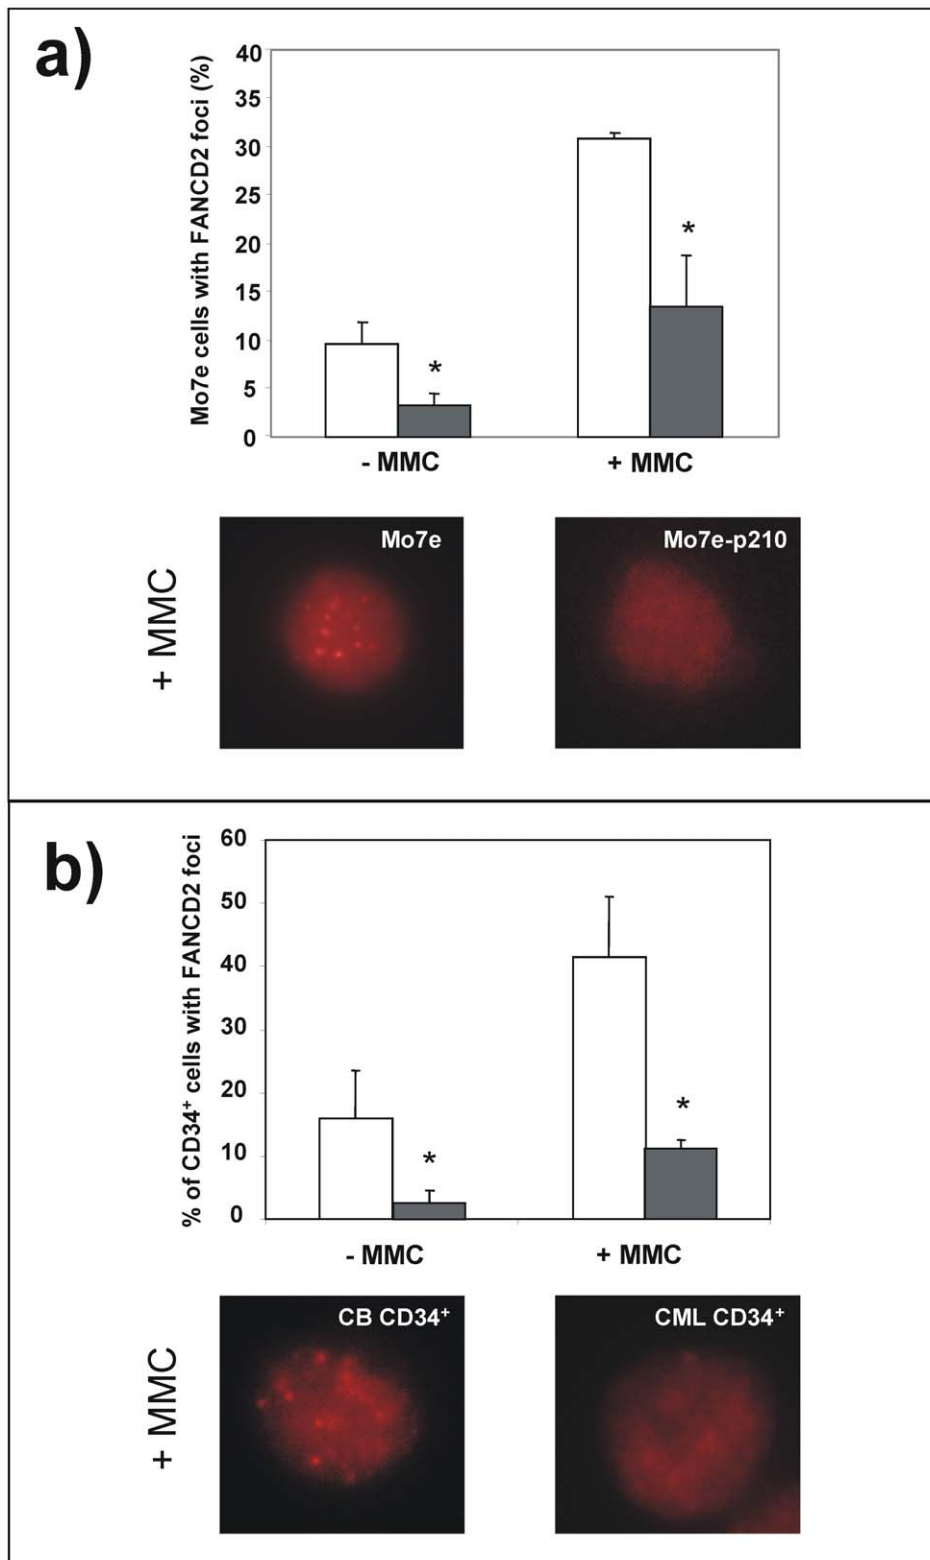 a)
Mo7e cells with FANCD2 foci (%)
40
35
30
25
20
15
10
5
0
*
*
- MMC
+ MMC
+ MMC
Mo7e
Mo7e-p210
b)
% of CD34⁺ cells with FANCD2 foci
60
50
40
30
20
10
0
*
*
- MMC
+ MMC
+ MMC
CB CD34⁺
CML CD34⁺